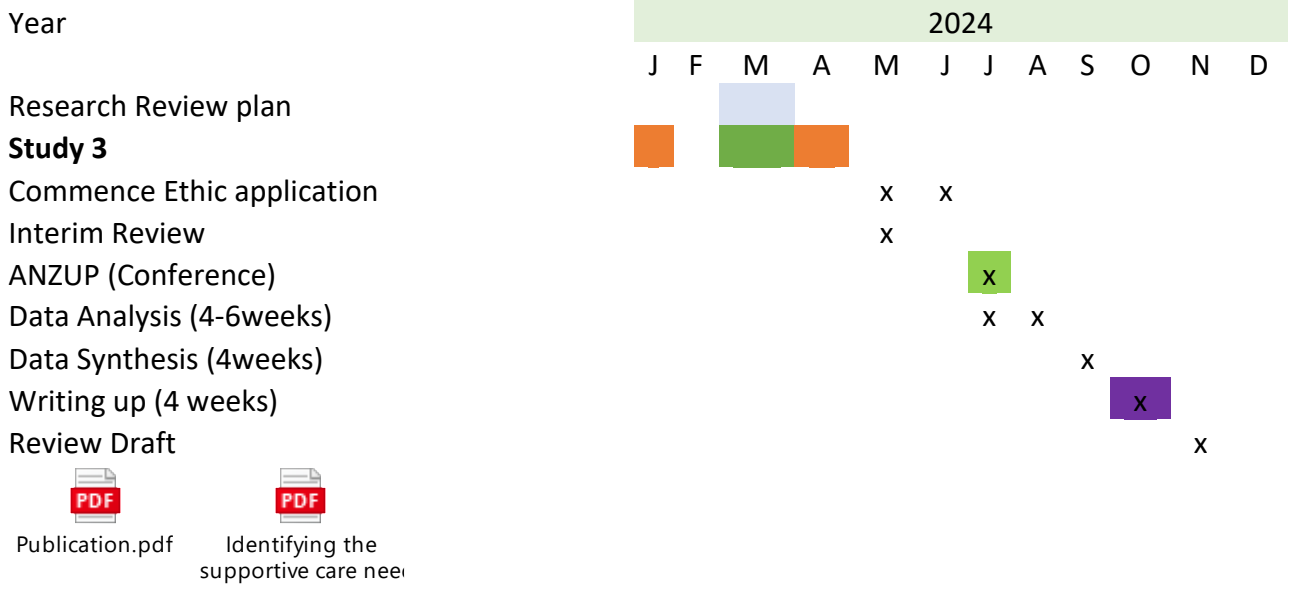 Year 2024
J F M A M J J A S O N D
Research Review plan
Study 3
Commence Ethic application x x
Interim Review x
ANZUP (Conference) x
Data Analysis (4-6weeks) x x
Data Synthesis (4weeks) x
Writing up (4 weeks) x
Review Draft x
PDF PDF
Publication.pdf Identifying the
supportive care